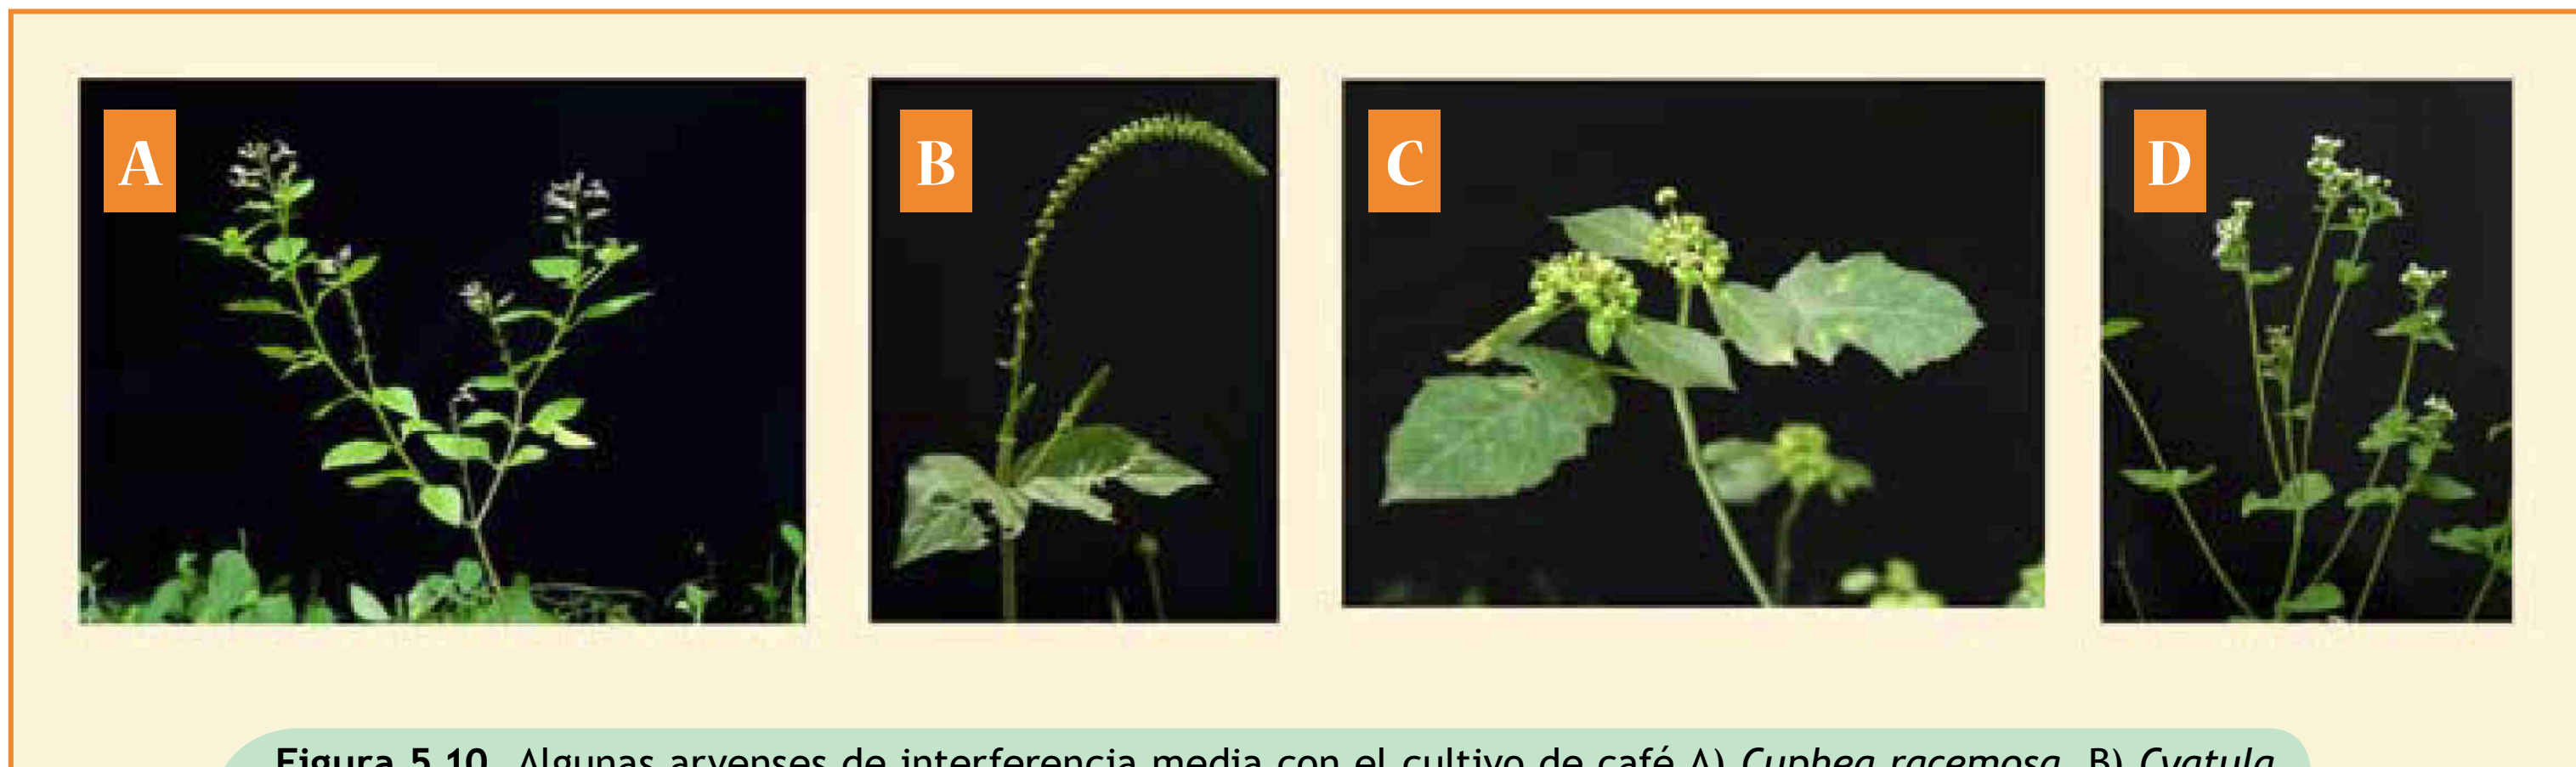 A
B
C
D
Figura 5.10. Algunas arvenses de interferencia media con el cultivo de café A) Cuphea racemosa, B) Cyatula